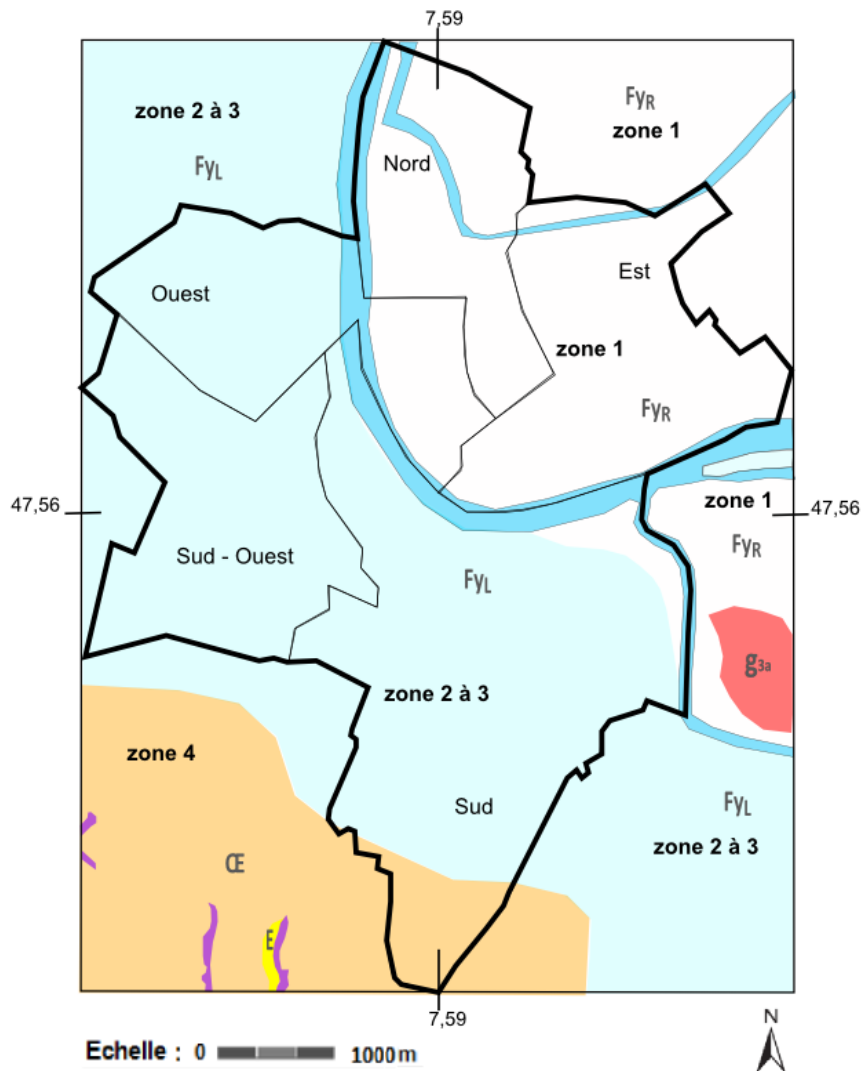 7,59
zone 2 à 3
FyR
zone 1
FyL
Nord
Est
Ouest
zone 1
FyR
47,56
47,56
zone 1
FyR
Sud - Ouest
FyL
g3a
zone 2 à 3
zone 4
Sud
FyL
zone 2 à 3
Œ
E
7,59
N
Echelle : 0 1000 m